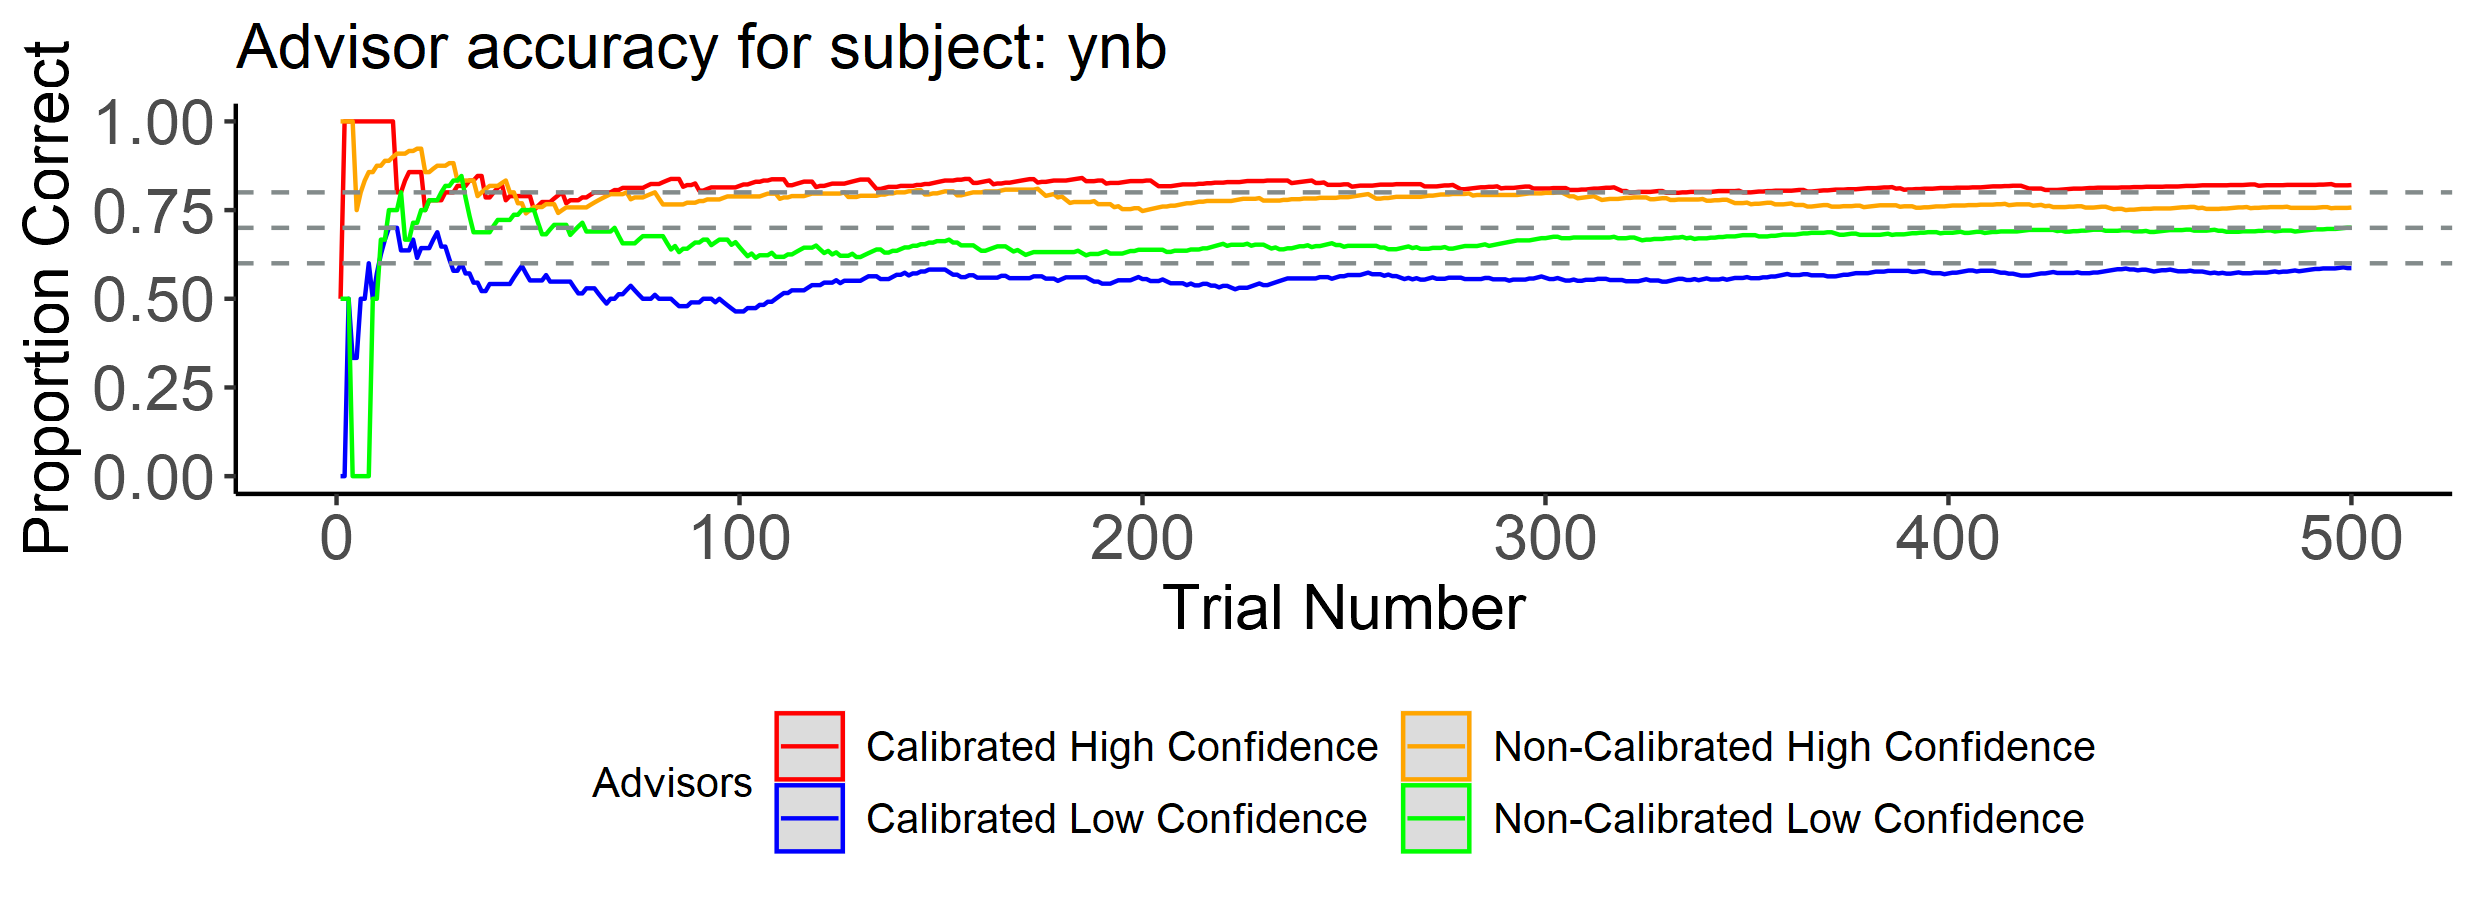 Advisor accuracy for subject: ynb
Proportion Correct
1.00
0.75
0.50
0.25
0.00
0 100 200 300 400 500
Trial Number
Advisors
Calibrated High Confidence
Calibrated Low Confidence
Non-Calibrated High Confidence
Non-Calibrated Low Confidence